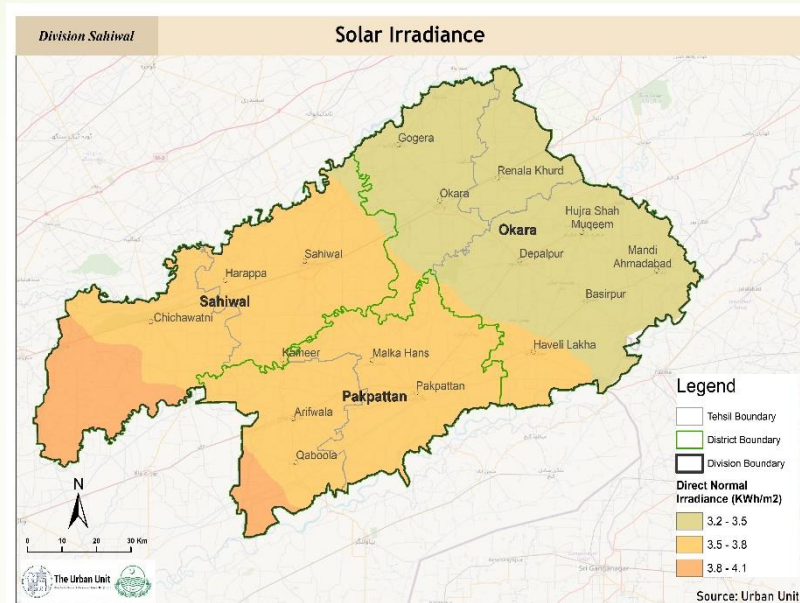 Division Sahiwal
Solar Irradiance
Gogera
Renala Khurd
Okara
Hujra Shah
Muqeem
Okara
Depalpur
Mandi
Ahmadabad
Sahiwal
Harappa
Basirpur
Sahiwal
Chichawatni
Haveli Lakha
Kameer
Malka Hans
Pakpattan
Pakpattan
Arifwala
Qaboola
Legend
Tehsil Boundary
District Boundary
Division Boundary
Direct Normal
Irradiance (KWh/m2)
3.2 - 3.5
3.5 - 3.8
3.8 - 4.1
N
0 10 20 30 Km
The Urban Unit
Sri Ganganagar
Source: Urban Unit